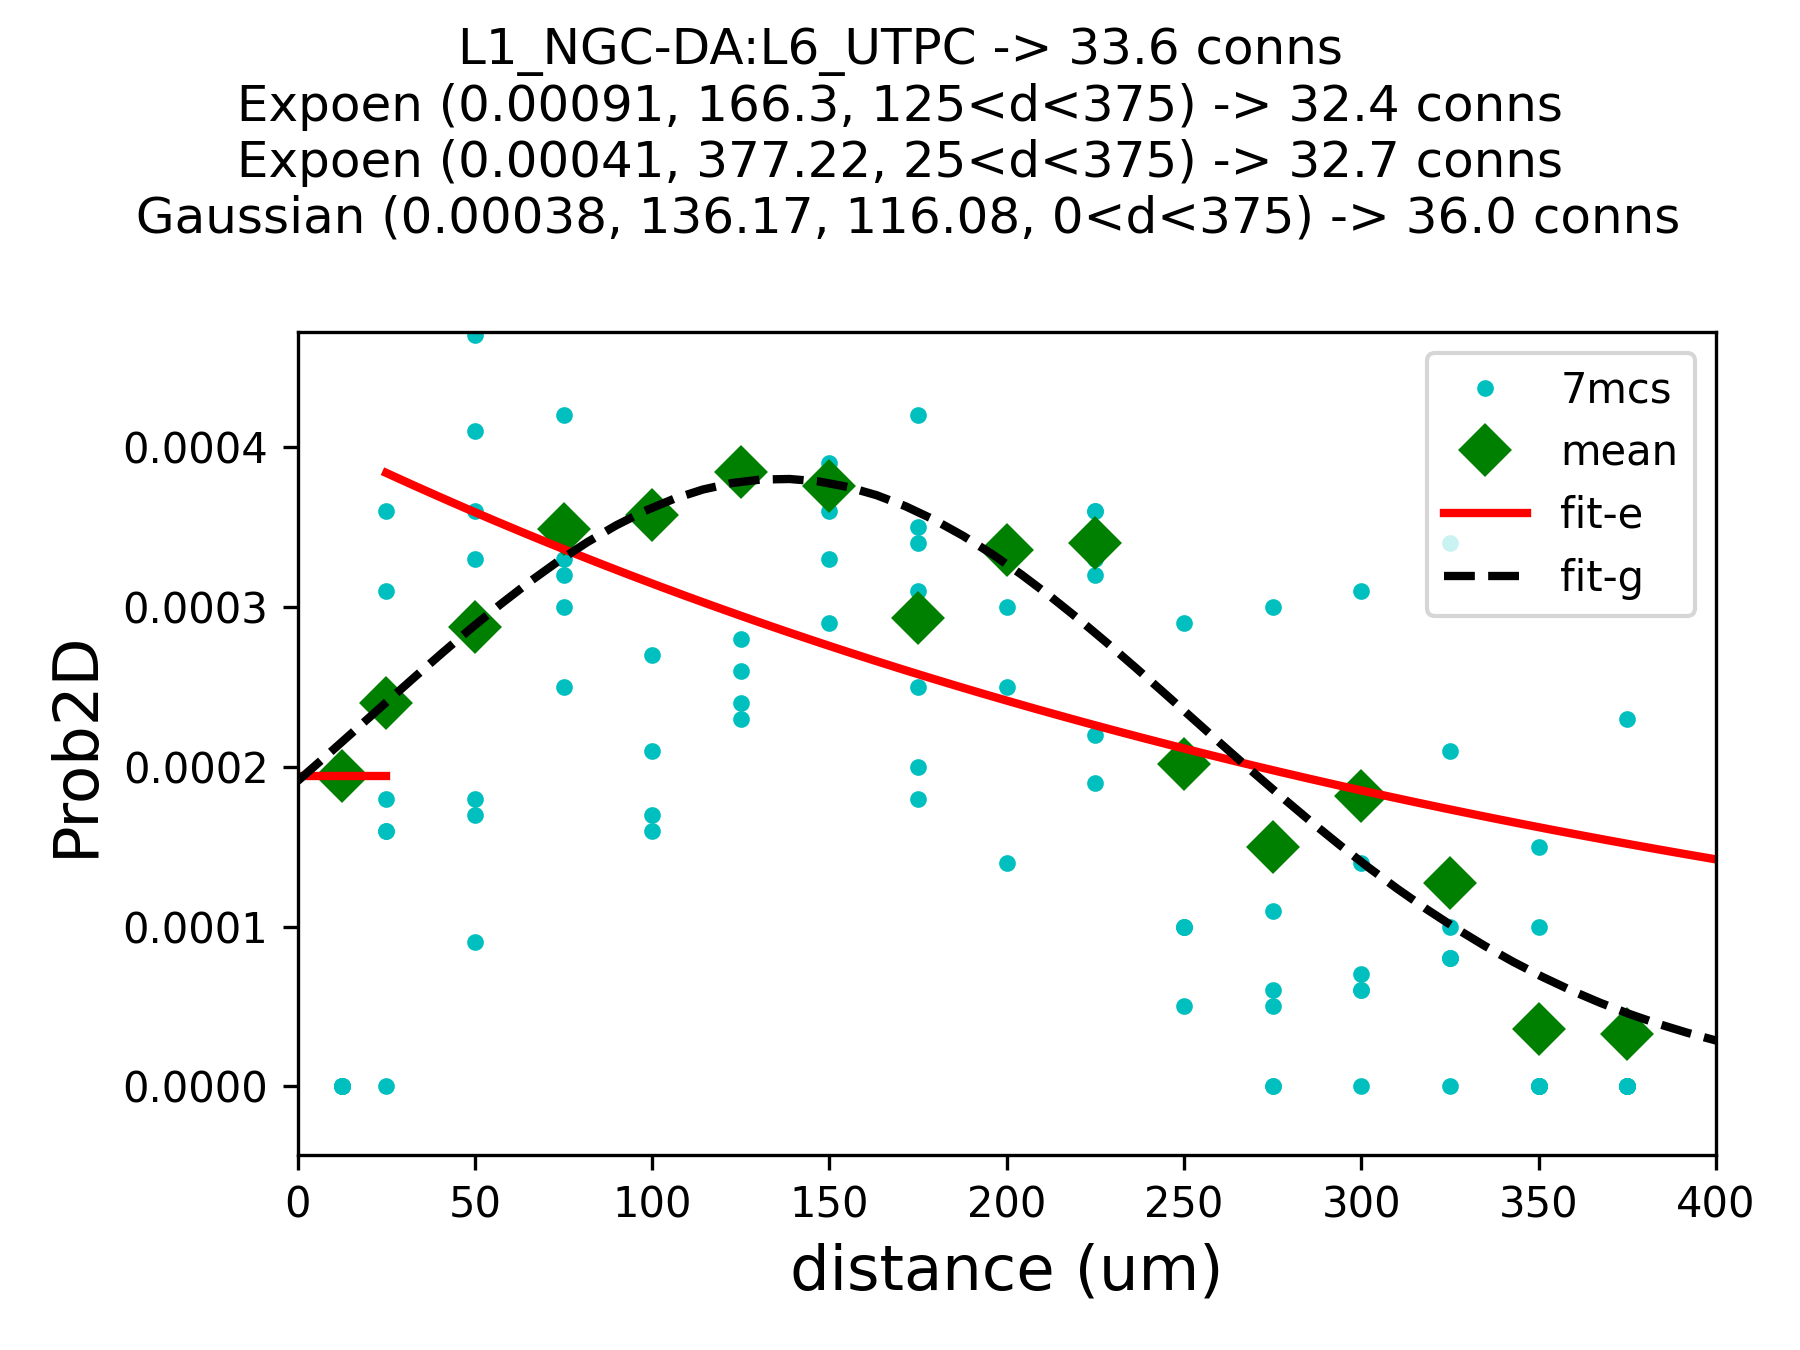 L1_NGC-DA:L6_UTPC -> 33.6 conns
Expoen (0.00091, 166.3, 125<d<375) -> 32.4 conns
Expoen (0.00041, 377.22, 25<d<375) -> 32.7 conns
Gaussian (0.00038, 136.17, 116.08, 0<d<375) -> 36.0 conns
7mcs
mean
fit-e
fit-g
0.0004
0.0003
0.0002
0.0001
0.0000
Prob2D
0 50 100 150 200 250 300 350 400
distance (um)